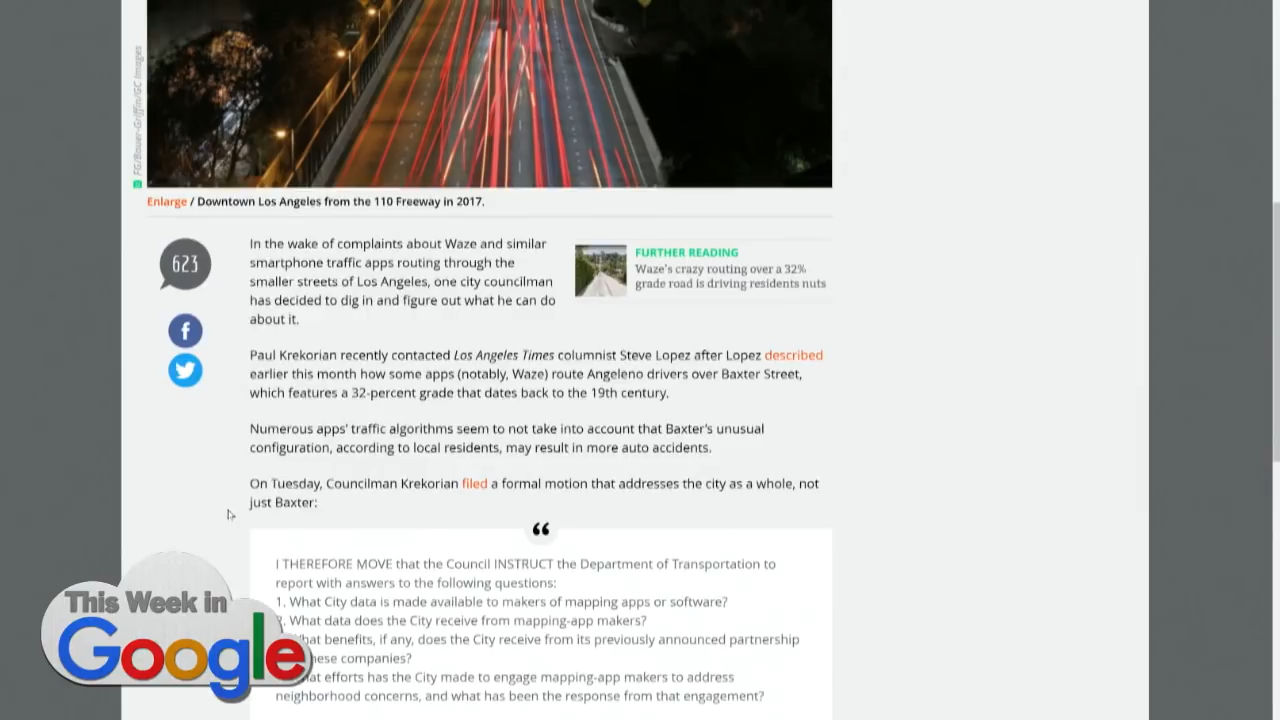 FG/Bauer-Griffin/GC Images
Enlarge / Downtown Los Angeles from the 110 Freeway in 2017.
623
In the wake of complaints about Waze and similar
smartphone traffic apps routing through the
smaller streets of Los Angeles, one city councilman
has decided to dig in and figure out what he can do
about it.
FURTHER READING
Waze's crazy routing over a 32%
grade road is driving residents nuts
Paul Krekorian recently contacted Los Angeles Times columnist Steve Lopez after Lopez described
earlier this month how some apps (notably, Waze) route Angeleno drivers over Baxter Street,
which features a 32-percent grade that dates back to the 19th century.
Numerous apps' traffic algorithms seem to not take into account that Baxter's unusual
configuration, according to local residents, may result in more auto accidents.
On Tuesday, Councilman Krekorian filed a formal motion that addresses the city as a whole, not
just Baxter:
“
I THEREFORE MOVE that the Council INSTRUCT the Department of Transportation to
report with answers to the following questions:
1. What City data is made available to makers of mapping apps or software?
2. What data does the City receive from mapping-app makers?
hat benefits, if any, does the City receive from its previously announced partnership
hese companies?
hat efforts has the City made to engage mapping-app makers to address
neighborhood concerns, and what has been the response from that engagement?
This Week in
Google